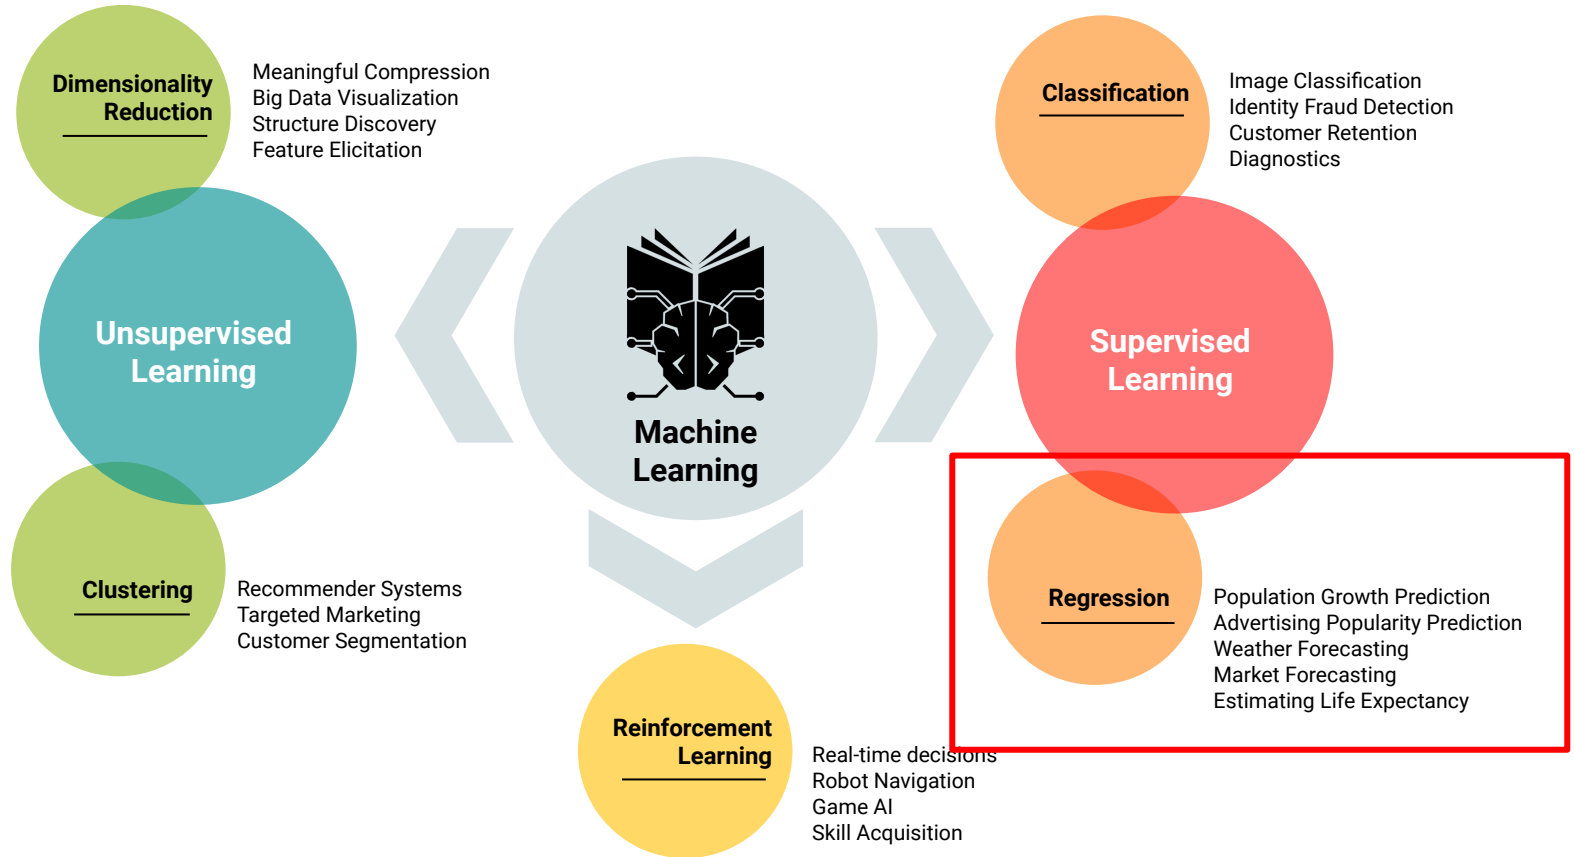 Dimensionality
Reduction
Meaningful Compression
Big Data Visualization
Structure Discovery
Feature Elicitation
Unsupervised
Learning
Clustering
Recommender Systems
Targeted Marketing
Customer Segmentation
Machine
Learning
Reinforcement
Learning
Real-time decisions
Robot Navigation
Game AI
Skill Acquisition
Classification
Image Classification
Identity Fraud Detection
Customer Retention
Diagnostics
Supervised
Learning
Regression
Population Growth Prediction
Advertising Popularity Prediction
Weather Forecasting
Market Forecasting
Estimating Life Expectancy